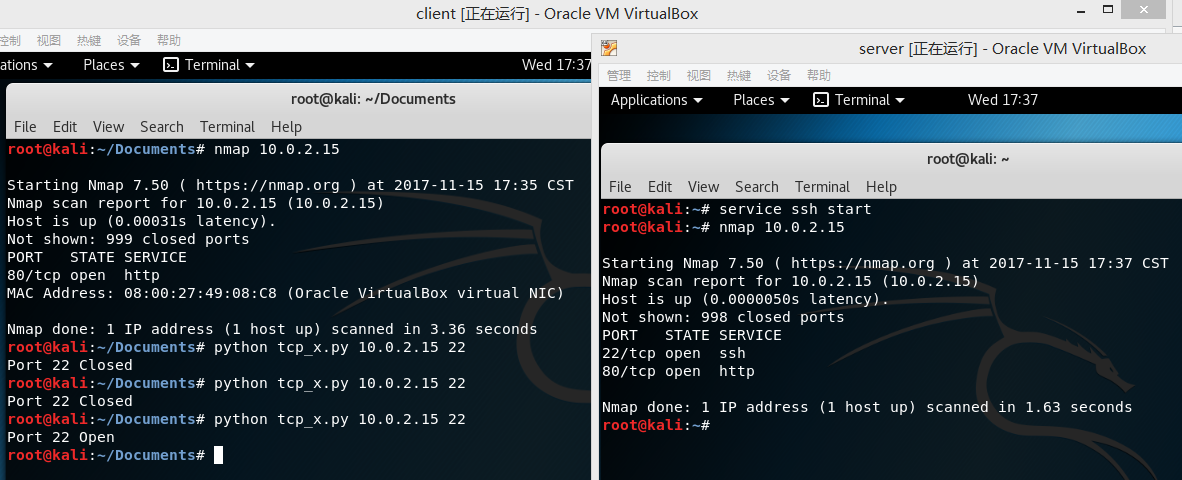 client [正在运行] - Oracle VM VirtualBox
控制 视图 热键 设备 帮助
ations Places Terminal Wed 17:37
root@kali: ~/Documents
File Edit View Search Terminal Help
root@kali:~/Documents# nmap 10.0.2.15
Starting Nmap 7.50 ( https://nmap.org ) at 2017-11-15 17:35 CST
Nmap scan report for 10.0.2.15 (10.0.2.15)
Host is up (0.00031s latency).
Not shown: 999 closed ports
PORT   STATE SERVICE
80/tcp open  http
MAC Address: 08:00:27:49:08:C8 (Oracle VirtualBox virtual NIC)
Nmap done: 1 IP address (1 host up) scanned in 3.36 seconds
root@kali:~/Documents# python tcp_x.py 10.0.2.15 22
Port 22 Closed
root@kali:~/Documents# python tcp_x.py 10.0.2.15 22
Port 22 Closed
root@kali:~/Documents# python tcp_x.py 10.0.2.15 22
Port 22 Open
root@kali:~/Documents#
server [正在运行] - Oracle VM VirtualBox
管理 控制 视图 热键 设备 帮助
Applications Places Terminal Wed 17:37
root@kali: ~
File Edit View Search Terminal Help
root@kali:~# service ssh start
root@kali:~# nmap 10.0.2.15
Starting Nmap 7.50 ( https://nmap.org ) at 2017-11-15 17:37 CST
Nmap scan report for 10.0.2.15 (10.0.2.15)
Host is up (0.0000050s latency).
Not shown: 998 closed ports
PORT   STATE SERVICE
22/tcp open  ssh
80/tcp open  http
Nmap done: 1 IP address (1 host up) scanned in 1.63 seconds
root@kali:~#